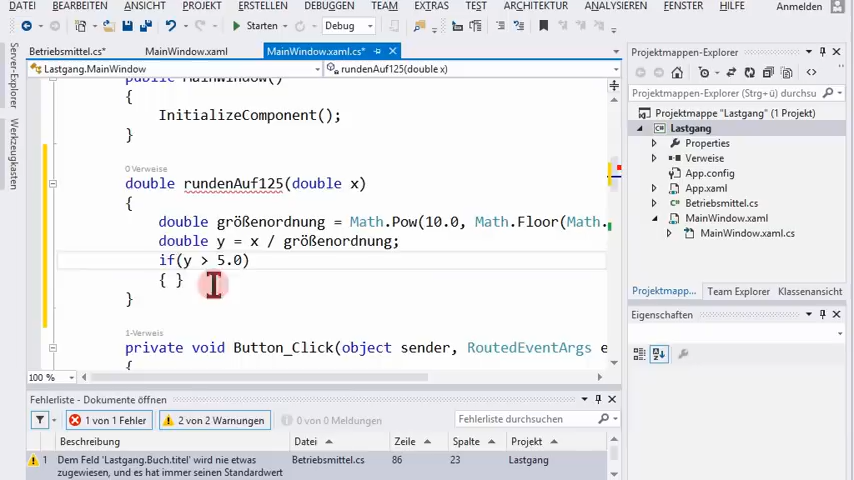 DATEI BEARBEITEN ANSICHT PROJEKT ERSTELLEN DEBUGGEN TEAM EXTRAS TEST ARCHITEKTUR ANALYSIEREN FENSTER HILFE Anmelden
Starten Debug
Betriebsmittel.cs* MainWindow.xaml MainWindow.xaml.cs*
Lastgang.MainWindow rundenAuf125(double x)
public MainWindow()
{
InitializeComponent();
}
0 Verweise
double rundenAuf125(double x)
{
double größenordnung = Math.Pow(10.0, Math.Floor(Math.
double y = x / größenordnung;
if(y > 5.0)
{ }
}
1-Verweis
private void Button_Click(object sender, RoutedEventArgs e
{
100 %
Server-Explorer
Werkzeugkasten
Projektmappen-Explorer
Projektmappen-Explorer (Strg+ü) durchsu
Projektmappe "Lastgang" (1 Projekt)
Lastgang
Properties
Verweise
App.config
App.xaml
Betriebsmittel.cs
MainWindow.xaml
MainWindow.xaml.cs
Projektmapp... Team Explorer Klassenansicht
Eigenschaften
Fehlerliste - Dokumente öffnen
1 von 1 Fehler 2 von 2 Warnungen 0 von 0 Meldungen Fehlerliste durchsuchen
Beschreibung Datei Zeile Spalte Projekt
1 Dem Feld 'Lastgang.Buch.titel' wird nie etwas Betriebsmittel.cs 86 23 Lastgang
zugewiesen, und es hat immer seinen Standardwert